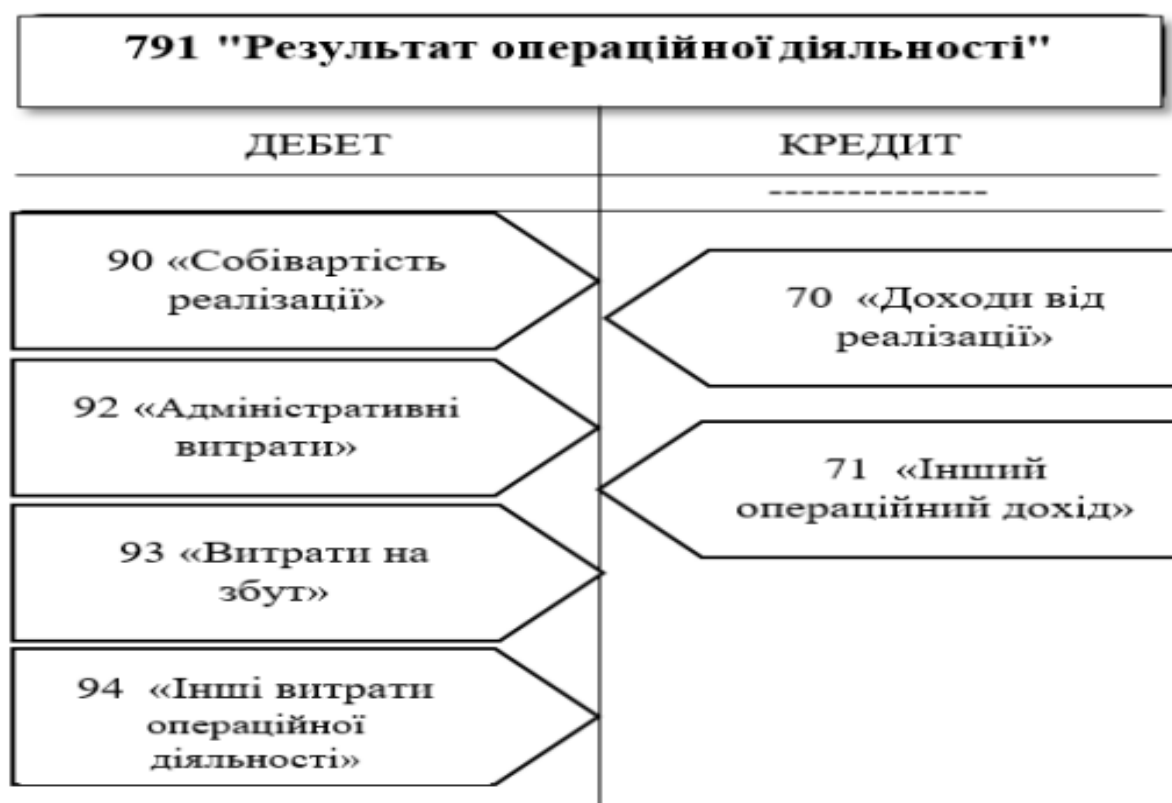 791 "Результат операційної діяльності"
ДЕБЕТ
КРЕДИТ
--------------
90 «Собівартість
реалізації»
70 «Доходи від
реалізації»
92 «Адміністративні
витрати»
71 «Інший
операційний дохід»
93 «Витрати на
збут»
94 «Інші витрати
операційної
діяльності»